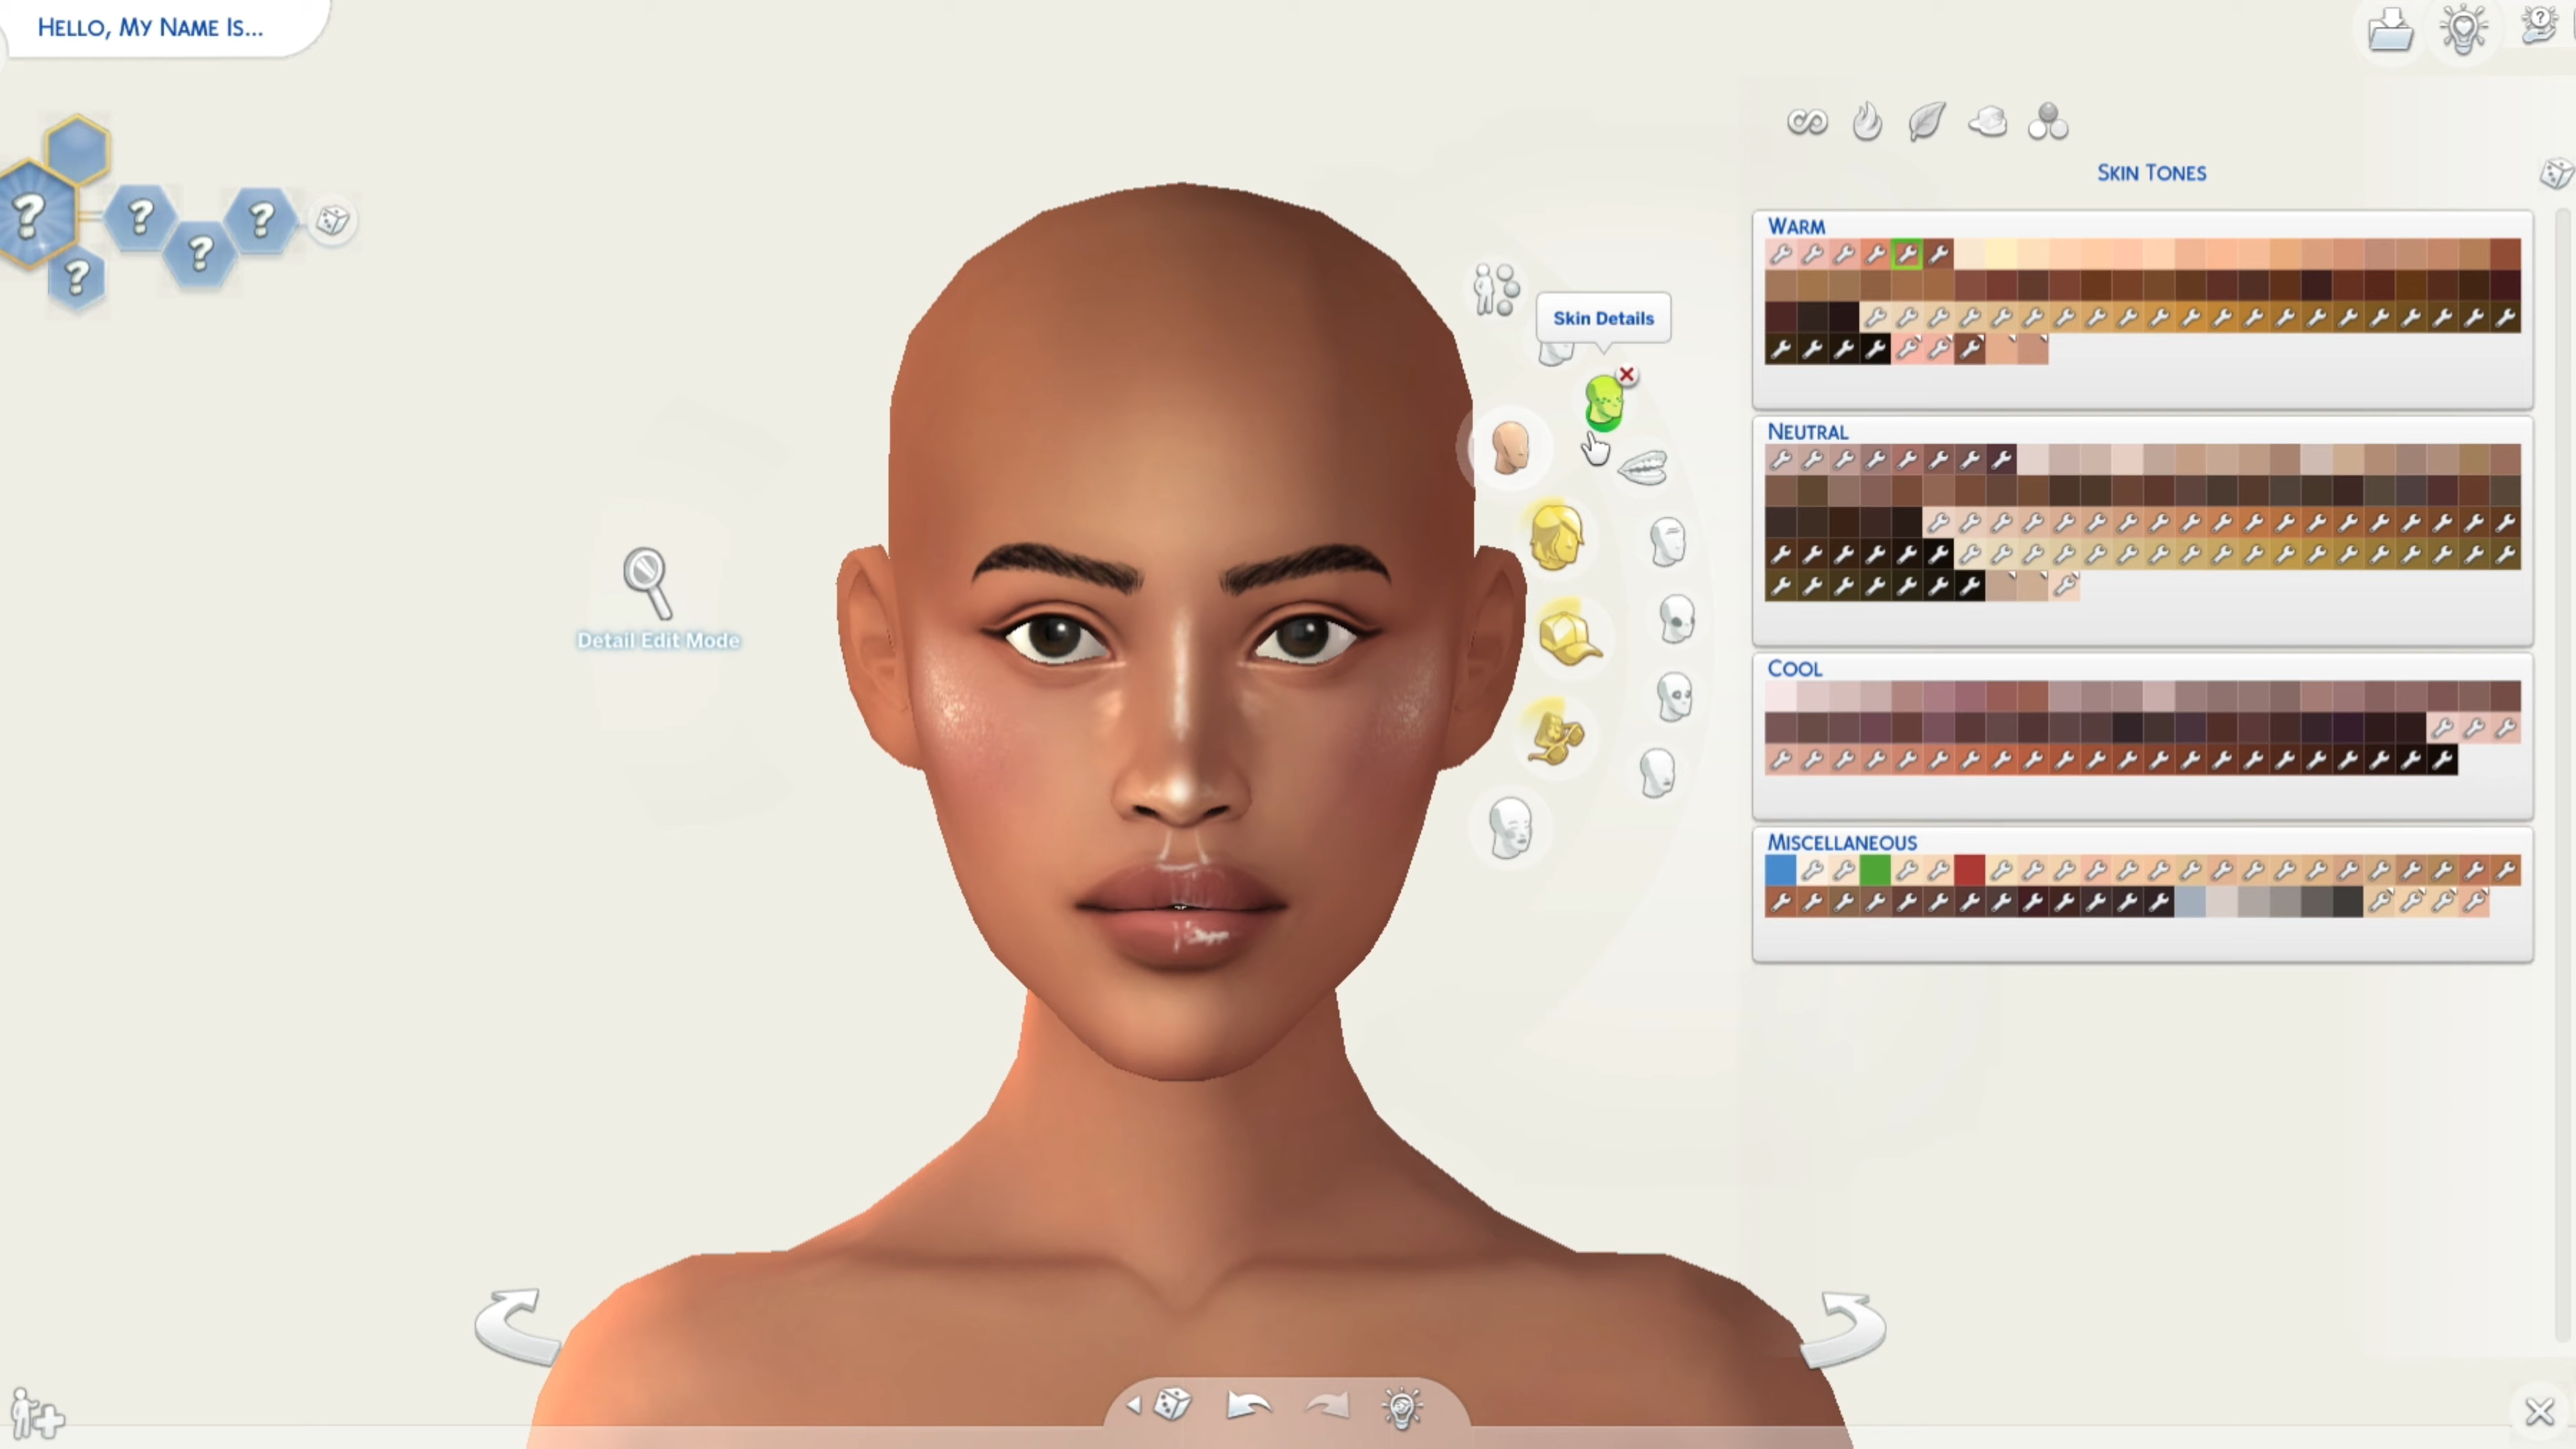 Hello, My Name Is...
Skin Details
Detail Edit Mode
Skin Tones
Warm
Neutral
Cool
Miscellaneous